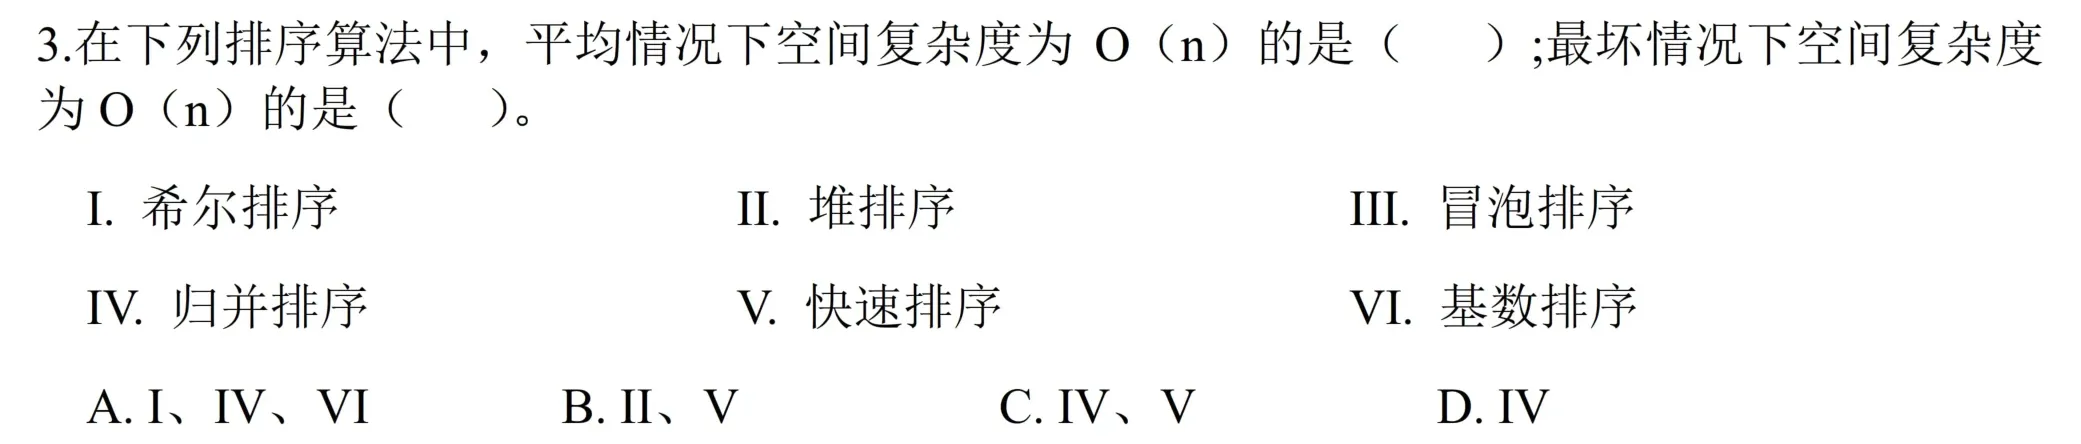 3.在下列排序算法中，平均情况下空间复杂度为 O（n）的是（　　）;最坏情况下空间复杂度
为 O（n）的是（　　）。
I. 希尔排序　II. 堆排序　III. 冒泡排序
IV. 归并排序　V. 快速排序　VI. 基数排序
A. I、IV、VI　B. II、V　C. IV、V　D. IV